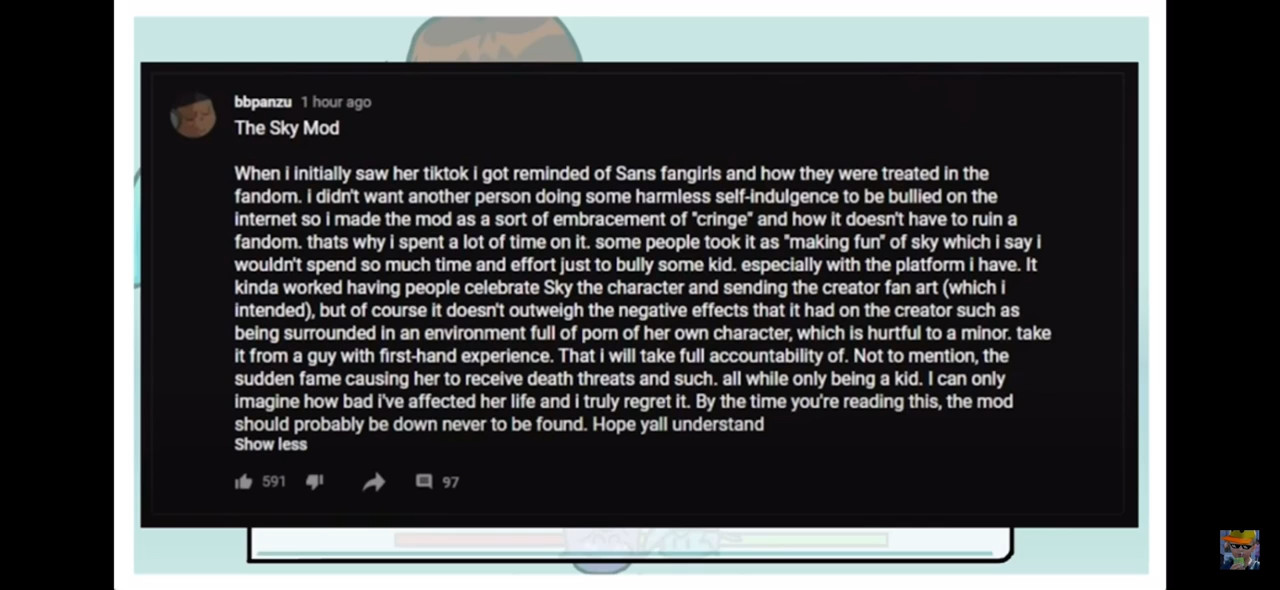 bbpanzu 1 hour ago
The Sky Mod
When i initially saw her tiktok i got reminded of Sans fangirls and how they were treated in the
fandom. i didn't want another person doing some harmless self-indulgence to be bullied on the
internet so i made the mod as a sort of embracement of "cringe" and how it doesn't have to ruin a
fandom. thats why i spent a lot of time on it. some people took it as "making fun" of sky which i say i
wouldn't spend so much time and effort just to bully some kid. especially with the platform i have. It
kinda worked having people celebrate Sky the character and sending the creator fan art (which i
intended), but of course it doesn't outweigh the negative effects that it had on the creator such as
being surrounded in an environment full of porn of her own character, which is hurtful to a minor. take
it from a guy with first-hand experience. That i will take full accountability of. Not to mention, the
sudden fame causing her to receive death threats and such. all while only being a kid. I can only
imagine how bad i've affected her life and i truly regret it. By the time you're reading this, the mod
should probably be down never to be found. Hope yall understand
Show less
591 97